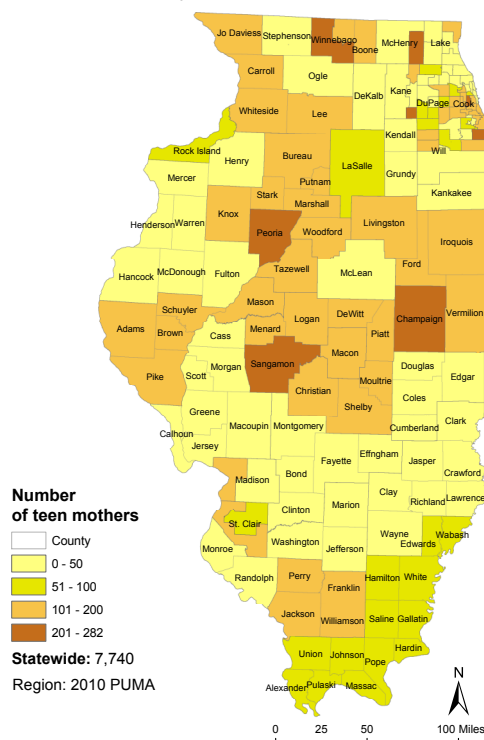 Jo Daviess
Stephenson
Winnebago
Boone
McHenry
Lake
Carroll
Ogle
DeKalb
Kane
DuPage
Cook
Whiteside
Lee
Kendall
Will
Rock Island
Henry
Bureau
LaSalle
Grundy
Mercer
Putnam
Kankakee
Stark
Marshall
Henderson
Warren
Knox
Peoria
Woodford
Livingston
Iroquois
Hancock
McDonough
Fulton
Tazewell
McLean
Ford
Schuyler
Mason
Logan
DeWitt
Piatt
Champaign
Vermilion
Adams
Brown
Cass
Menard
Macon
Sangamon
Pike
Scott
Morgan
Christian
Moultrie
Douglas
Edgar
Shelby
Coles
Greene
Calhoun
Jersey
Macoupin
Montgomery
Cumberland
Clark
Fayette
Effngham
Jasper
Crawford
Madison
Bond
Clay
Richland
Lawrence
St. Clair
Clinton
Marion
Wayne
Edwards
Wabash
Monroe
Washington
Jefferson
Randolph
Perry
Franklin
Hamilton
White
Jackson
Williamson
Saline
Gallatin
Union
Johnson
Pope
Hardin
Alexander
Pulaski
Massac
Number
of teen mothers
County
0 - 50
51 - 100
101 - 200
201 - 282
Statewide: 7,740
Region: 2010 PUMA
N
0 25 50 100 Miles